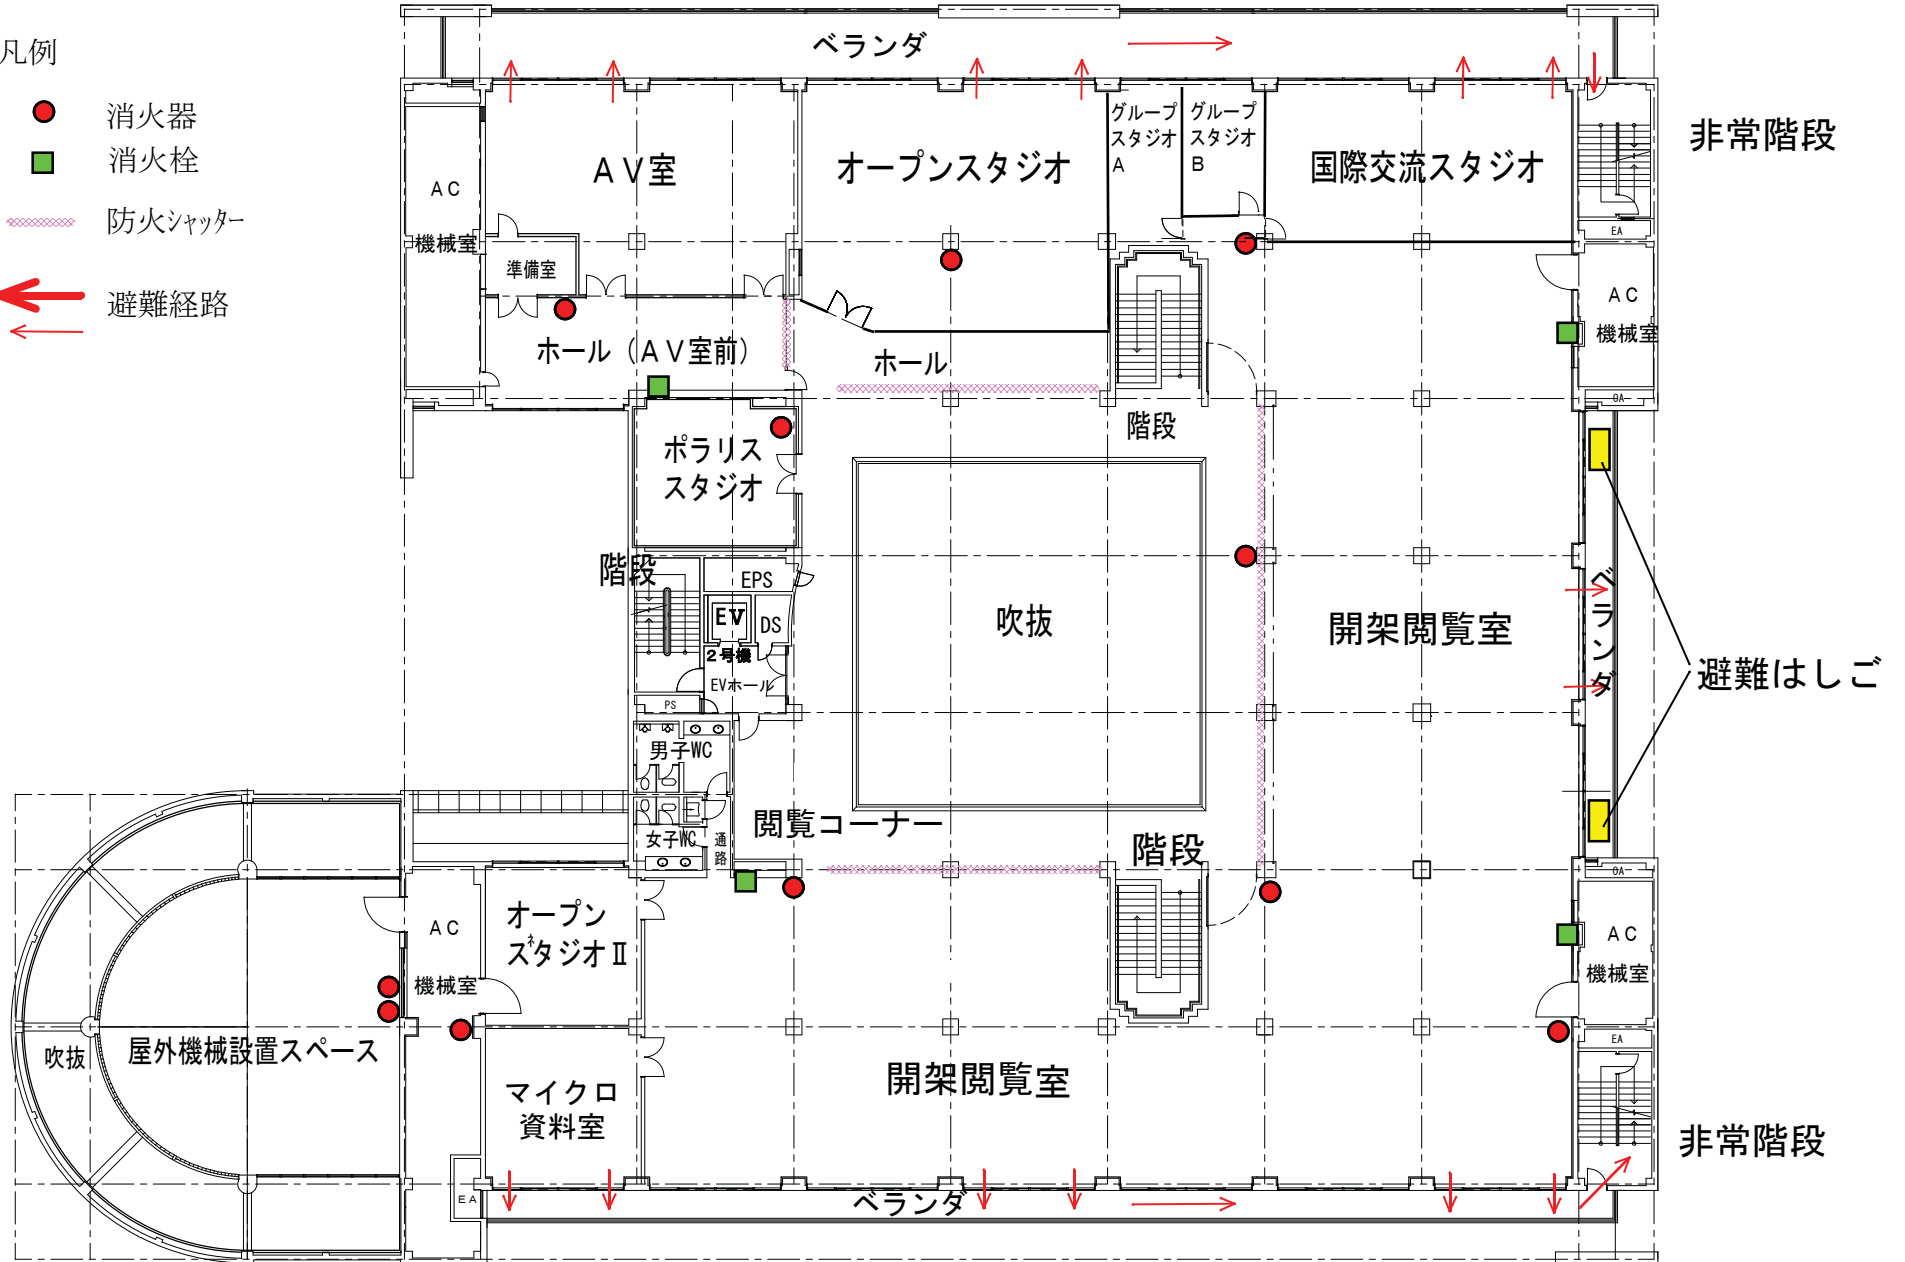 凡例
消火器
消火栓
防火シャッター
避難経路
ベランダ
非常階段
AV室
オープンスタジオ
グループ
スタジオ
A
グループ
スタジオ
B
国際交流スタジオ
AC
機械室
準備室
EA
AC
機械室
OA
ホール（AV室前）
ホール
階段
ポラリス
スタジオ
階段
EPS
EV
DS
2号機
EVホール
PS
吹抜
開架閲覧室
ベランダ
避難はしご
男子WC
女子WC
通路
閲覧コーナー
階段
OA
AC
機械室
オープン
スタジオⅡ
AC
機械室
EA
吹抜
屋外機械設置スペース
マイクロ
資料室
開架閲覧室
非常階段
EA
ベランダ